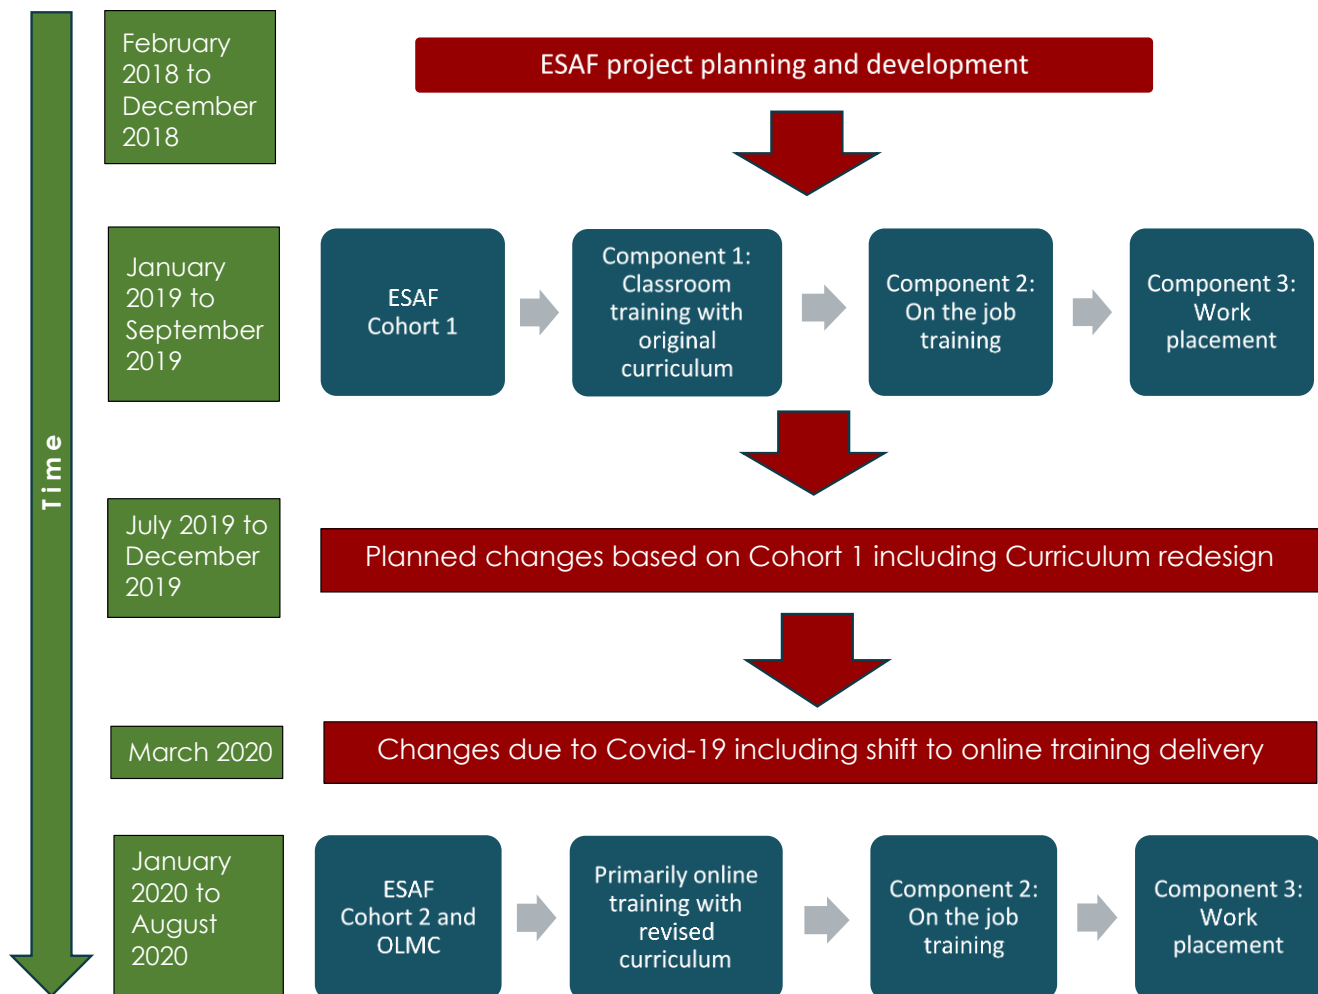 February
2018 to
December
2018
ESAF project planning and development
Time
January
2019 to
September
2019
ESAF
Cohort 1
Component 1:
Classroom
training with
original
curriculum
Component 2:
On the job
training
Component 3:
Work
placement
July 2019 to
December
2019
Planned changes based on Cohort 1 including Curriculum redesign
March 2020
Changes due to Covid-19 including shift to online training delivery
January
2020 to
August
2020
ESAF
Cohort 2 and
OLMC
Primarily online
training with
revised
curriculum
Component 2:
On the job
training
Component 3:
Work
placement